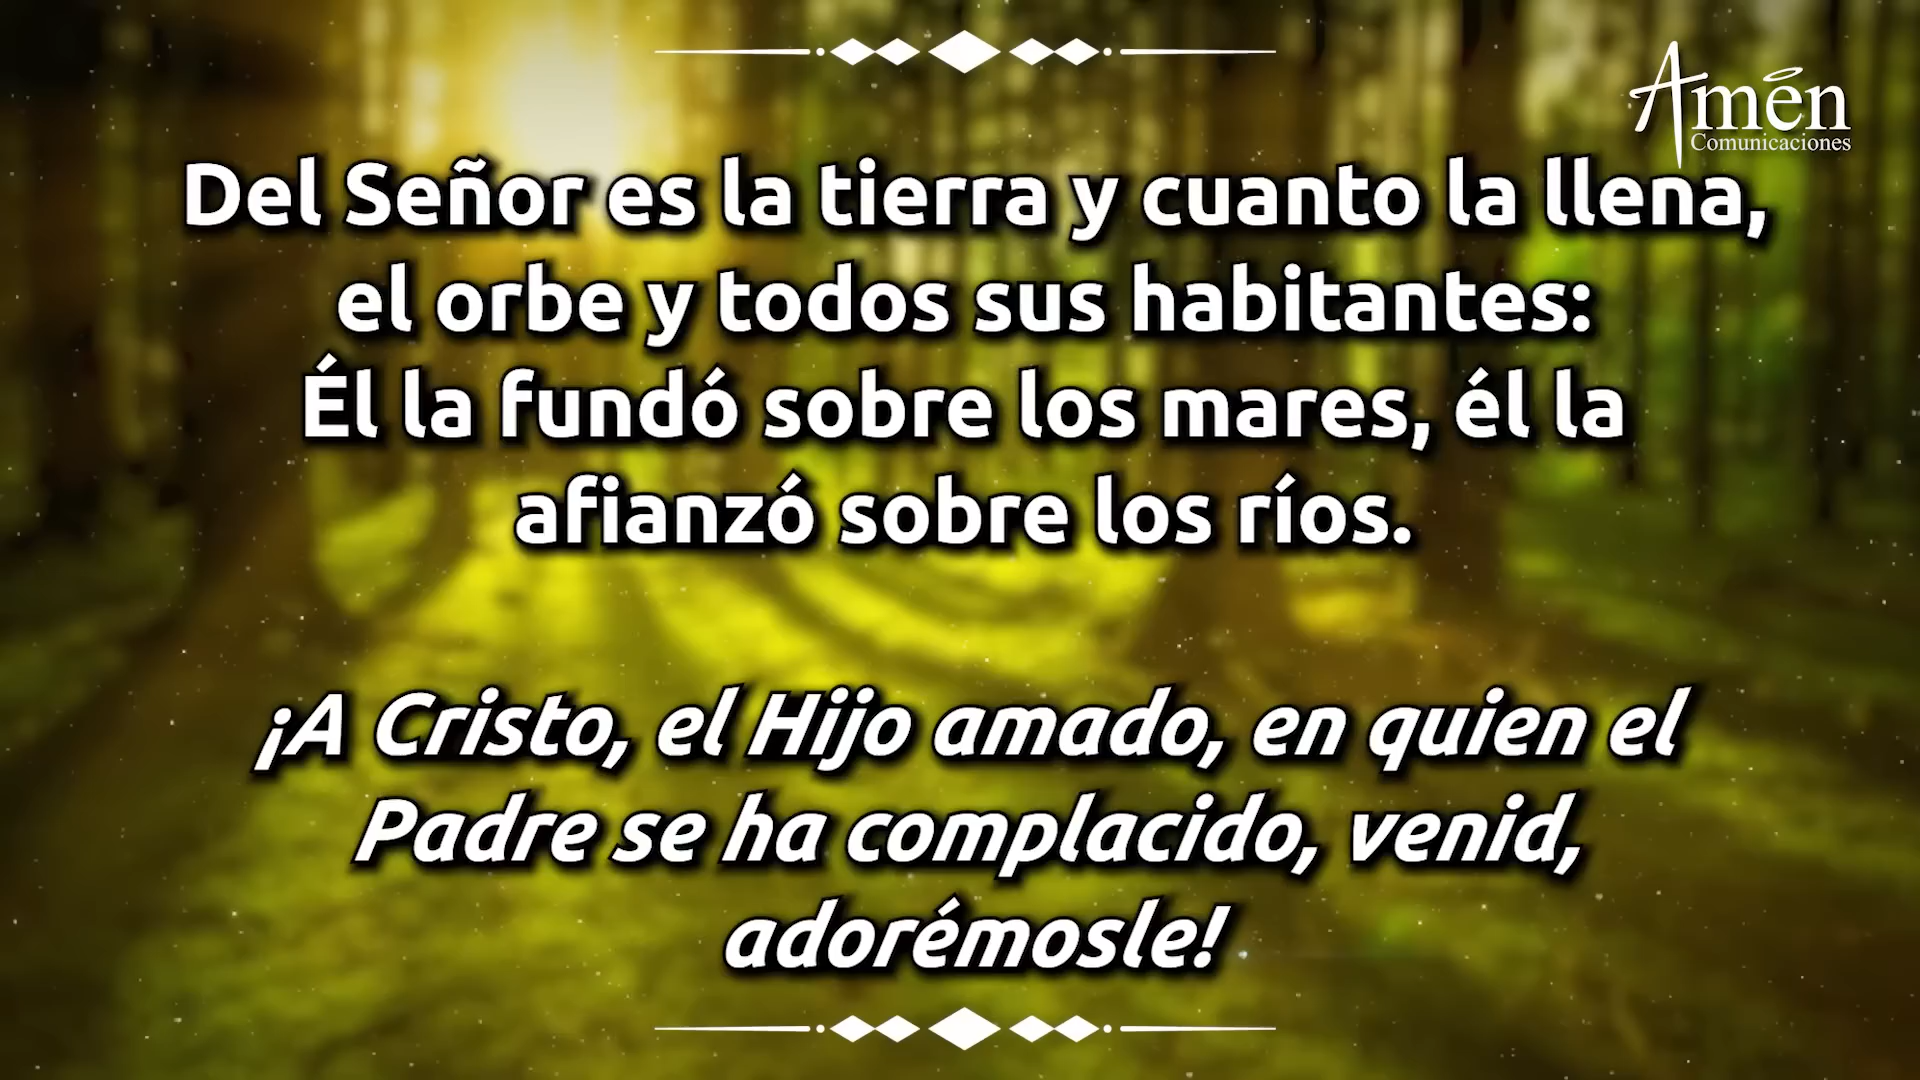 Amén
Comunicaciones
Del Señor es la tierra y cuanto la llena,
el orbe y todos sus habitantes:
Él la fundó sobre los mares, él la
afianzó sobre los ríos.
¡A Cristo, el Hijo amado, en quien el
Padre se ha complacido, venid,
adorémosle!